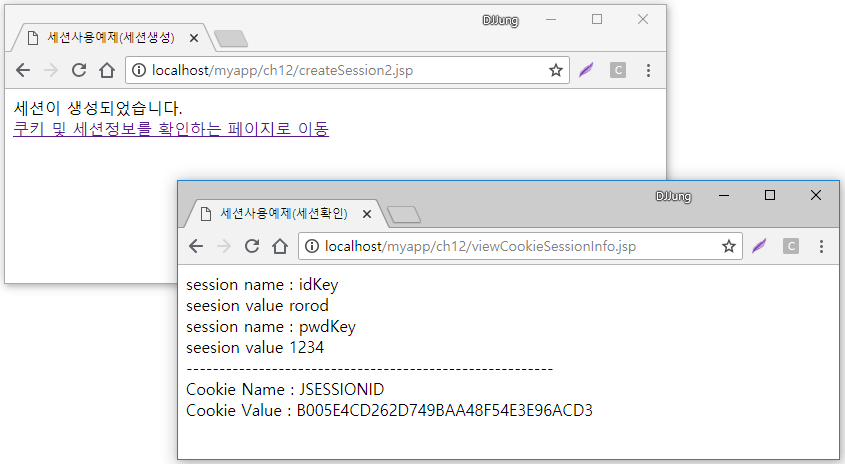 DJJung
세션사용예제(세션생성)
localhost/myapp/ch12/createSession2.jsp
C
세션이 생성되었습니다.
쿠키 및 세션정보를 확인하는 페이지로 이동
DJJung
세션사용예제(세션확인)
localhost/myapp/ch12/viewCookieSessionInfo.jsp
C
session name : idKey
seesion value rorod
session name : pwdKey
seesion value 1234
-------------------------------------------------------
Cookie Name : JSESSIONID
Cookie Value : B005E4CD262D749BAA48F54E3E96ACD3